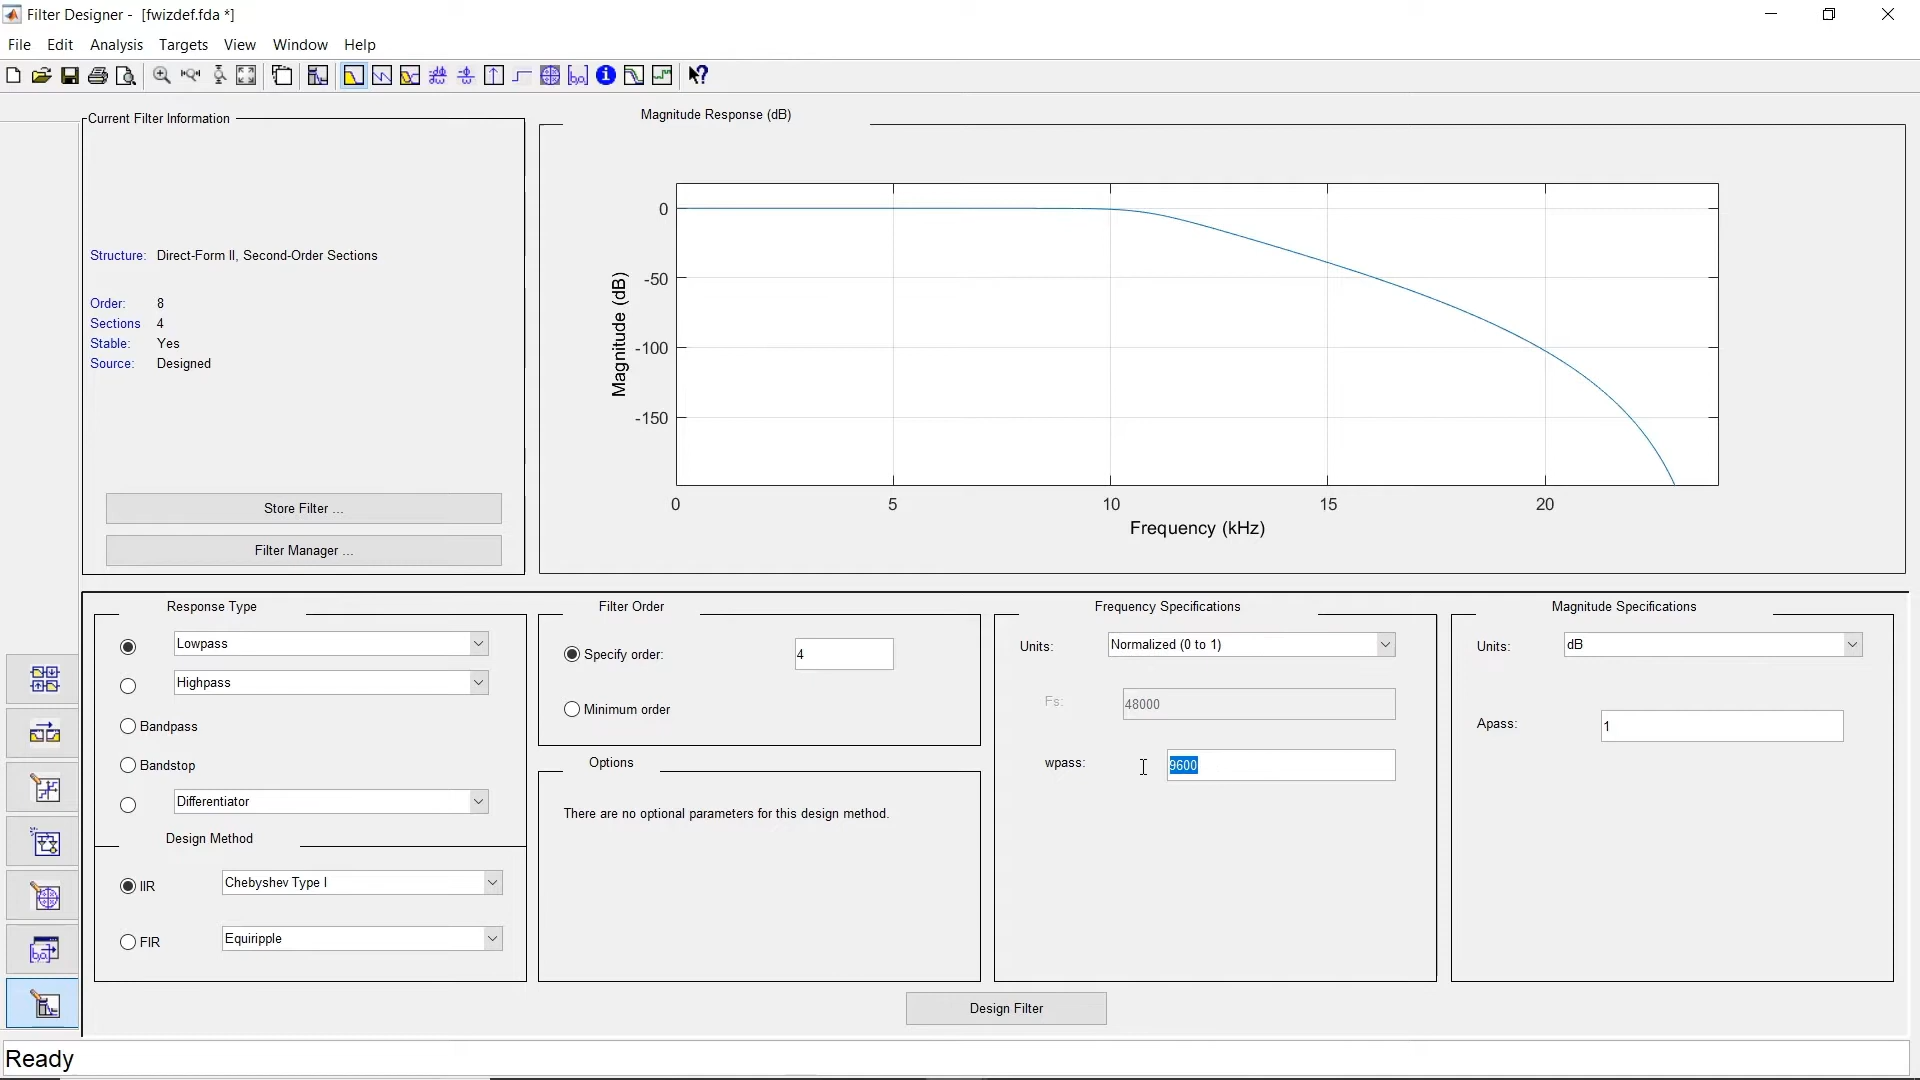 Filter Designer - [fwizdef.fda *]
File Edit Analysis Targets View Window Help
Current Filter Information
Structure: Direct-Form II, Second-Order Sections
Order: 8
Sections 4
Stable: Yes
Source: Designed
Store Filter ...
Filter Manager ...
Magnitude Response (dB)
Magnitude (dB)
0
-50
-100
-150
0 5 10 15 20
Frequency (kHz)
Response Type
Lowpass
Highpass
Bandpass
Bandstop
Differentiator
Design Method
IIR Chebyshev Type I
FIR Equiripple
Filter Order
Specify order: 4
Minimum order
Options
There are no optional parameters for this design method.
Frequency Specifications
Units: Normalized (0 to 1)
Fs: 48000
wpass: 9600
Magnitude Specifications
Units: dB
Apass: 1
Design Filter
Ready